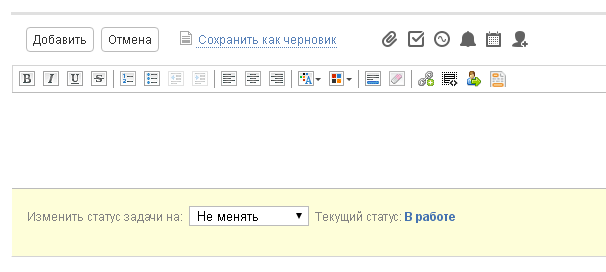 Добавить Отмена Сохранить как черновик
B I U S A
Изменить статус задачи на: Не менять Текущий статус: В работе